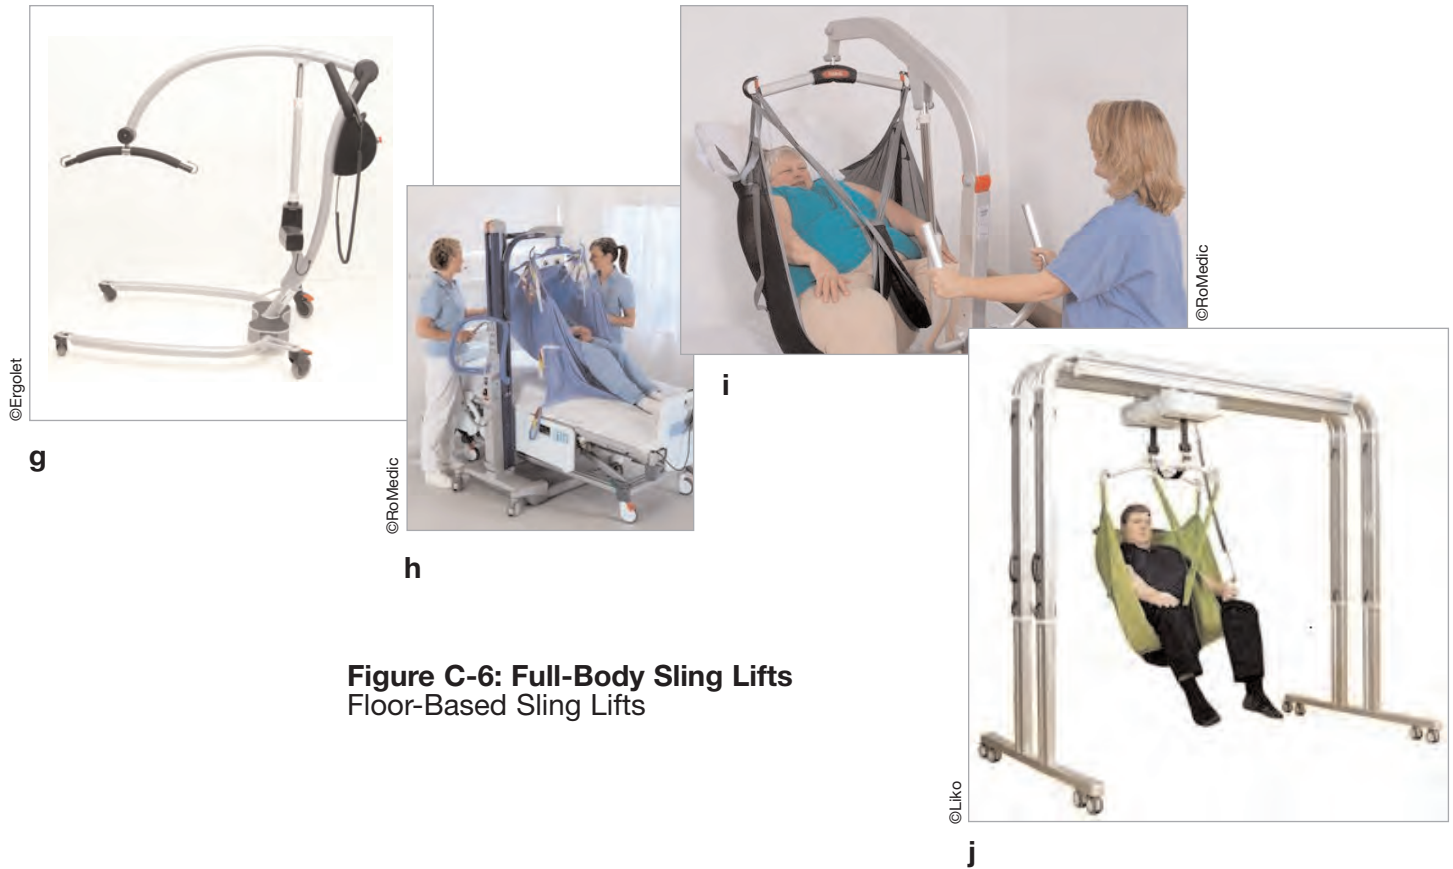 ©Ergolet
g
©RoMedic
h
©RoMedic
i
Figure C-6: Full-Body Sling Lifts
Floor-Based Sling Lifts
©Liko
j